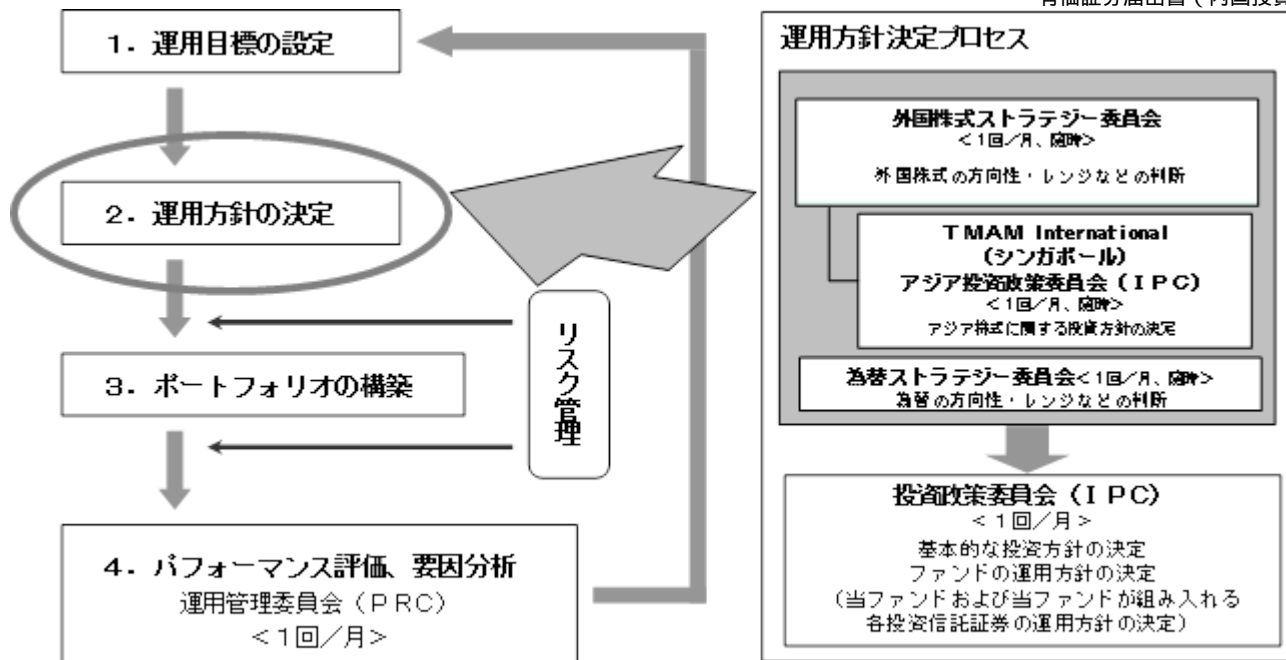 有価証券届出書（内国投資
1．運用目標の設定
2．運用方針の決定
3．ポートフォリオの構築
4．パフォーマンス評価、要因分析
運用管理委員会（ＰＲＣ）
＜１回／月＞
リスク管理
運用方針決定プロセス
外国株式ストラテジー委員会
＜１回／月、随時＞
外国株式の方向性・レンジなどの判断
ＴＭＡＭ International
（シンガポール）
アジア投資政策委員会（ＩＰＣ）
＜１回／月、随時＞
アジア株式に関する投資方針の決定
為替ストラテジー委員会＜１回／月、随時＞
為替の方向性・レンジなどの判断
投資政策委員会（ＩＰＣ）
＜１回／月＞
基本的な投資方針の決定
ファンドの運用方針の決定
（当ファンドおよび当ファンドが組み入れる
各投資信託証券の運用方針の決定）